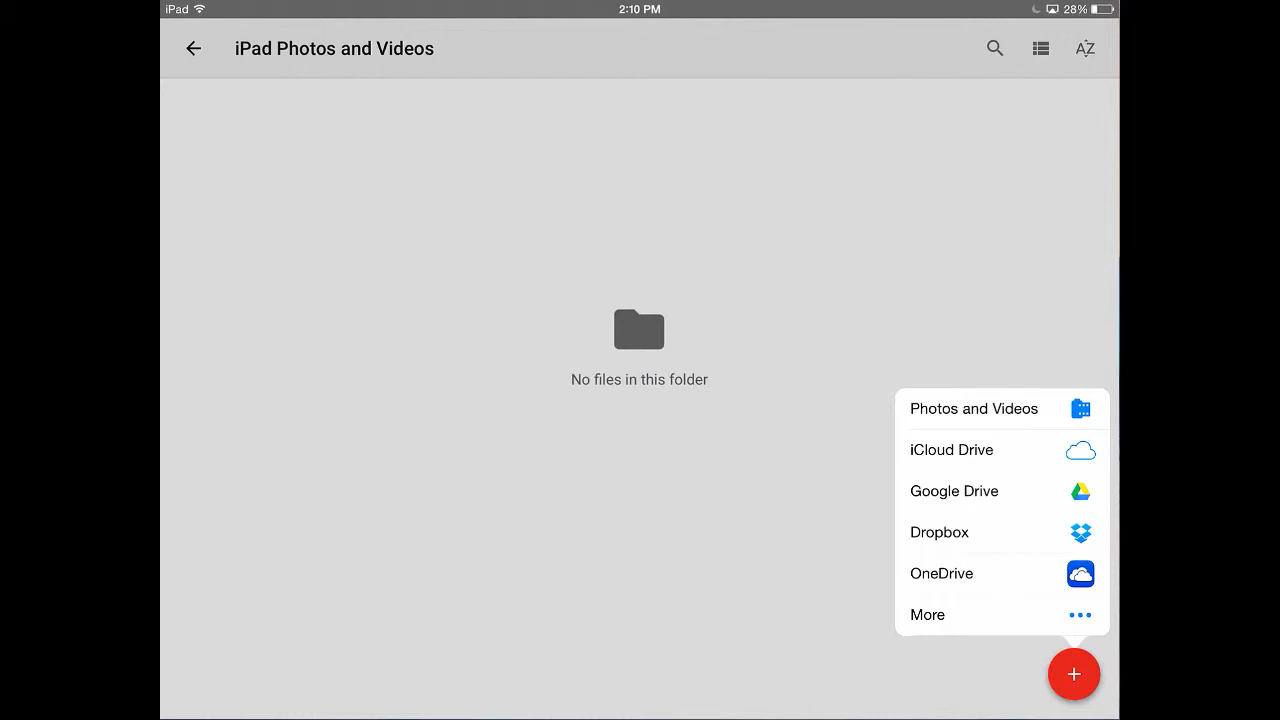 iPad 2:10 PM 28%
iPad Photos and Videos AZ
No files in this folder
Photos and Videos
iCloud Drive
Google Drive
Dropbox
OneDrive
More